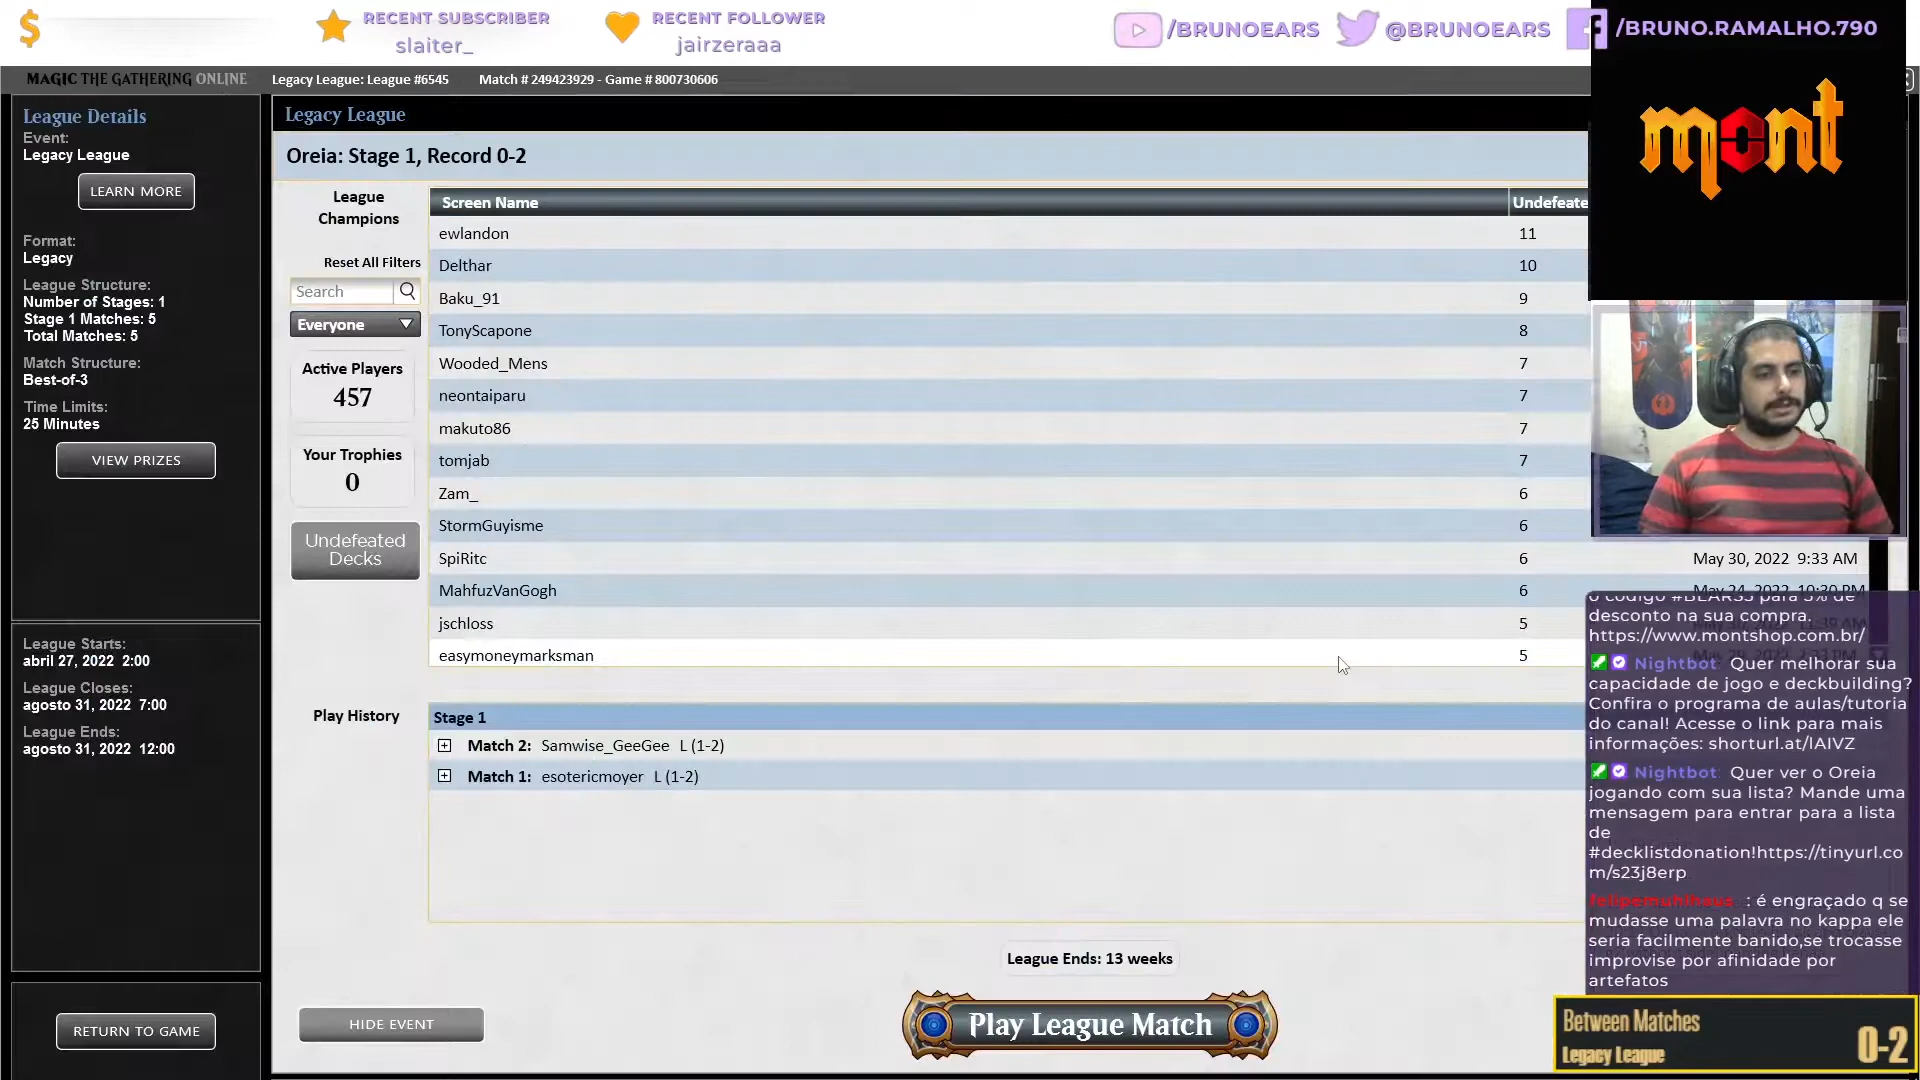 RECENT SUBSCRIBER
slaiter_
RECENT FOLLOWER
jairzeraaa
/BRUNOEARS
@BRUNOEARS
/BRUNO.RAMALHO.790
MAGIC THE GATHERING ONLINE
Legacy League: League #6545
Match # 249423929 - Game # 800730606
League Details
Event:
Legacy League
LEARN MORE
Format:
Legacy
League Structure:
Number of Stages: 1
Stage 1 Matches: 5
Total Matches: 5
Match Structure:
Best-of-3
Time Limits:
25 Minutes
VIEW PRIZES
League Starts:
abril 27, 2022 2:00
League Closes:
agosto 31, 2022 7:00
League Ends:
agosto 31, 2022 12:00
RETURN TO GAME
Legacy League
Oreia: Stage 1, Record 0-2
League
Champions
Reset All Filters
Search
Everyone
Active Players
457
Your Trophies
0
Undefeated
Decks
Screen Name Undefeate
ewlandon 11
Delthar 10
Baku_91 9
TonyScapone 8
Wooded_Mens 7
neontaiparu 7
makuto86 7
tomjab 7
Zam_ 6
StormGuyisme 6
SpiRitc 6 May 30, 2022 9:33 AM
MahfuzVanGogh 6 May 24, 2022 10:30 PM
jschloss 5
easymoneymarksman 5
Play History
Stage 1
Match 2: Samwise_GeeGee L (1-2)
Match 1: esotericmoyer L (1-2)
League Ends: 13 weeks
HIDE EVENT
Play League Match
mont
o código #BEARS5 para 5% de
desconto na sua compra.
https://www.montshop.com.br/
Nightbot: Quer melhorar sua
capacidade de jogo e deckbuilding?
Confira o programa de aulas/tutoria
do canal! Acesse o link para mais
informações: shorturl.at/lAIVZ
Nightbot: Quer ver o Oreia
jogando com sua lista? Mande uma
mensagem para entrar para a lista
de
#decklistdonation!https://tinyurl.co
m/s23j8erp
: é engraçado q se
mudasse uma palavra no kappa ele
seria facilmente banido,se trocasse
improvise por afinidade por
artefatos
Between Matches
Legacy League
0-2